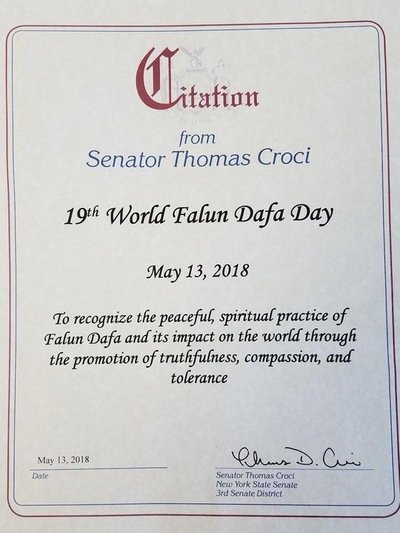 Citation
from
Senator Thomas Croci
19th World Falun Dafa Day
May 13, 2018
To recognize the peaceful, spiritual practice of
Falun Dafa and its impact on the world through
the promotion of truthfulness, compassion, and
tolerance
May 13, 2018
Date
Thomas D. Croci
Senator Thomas Croci
New York State Senate
3rd Senate District